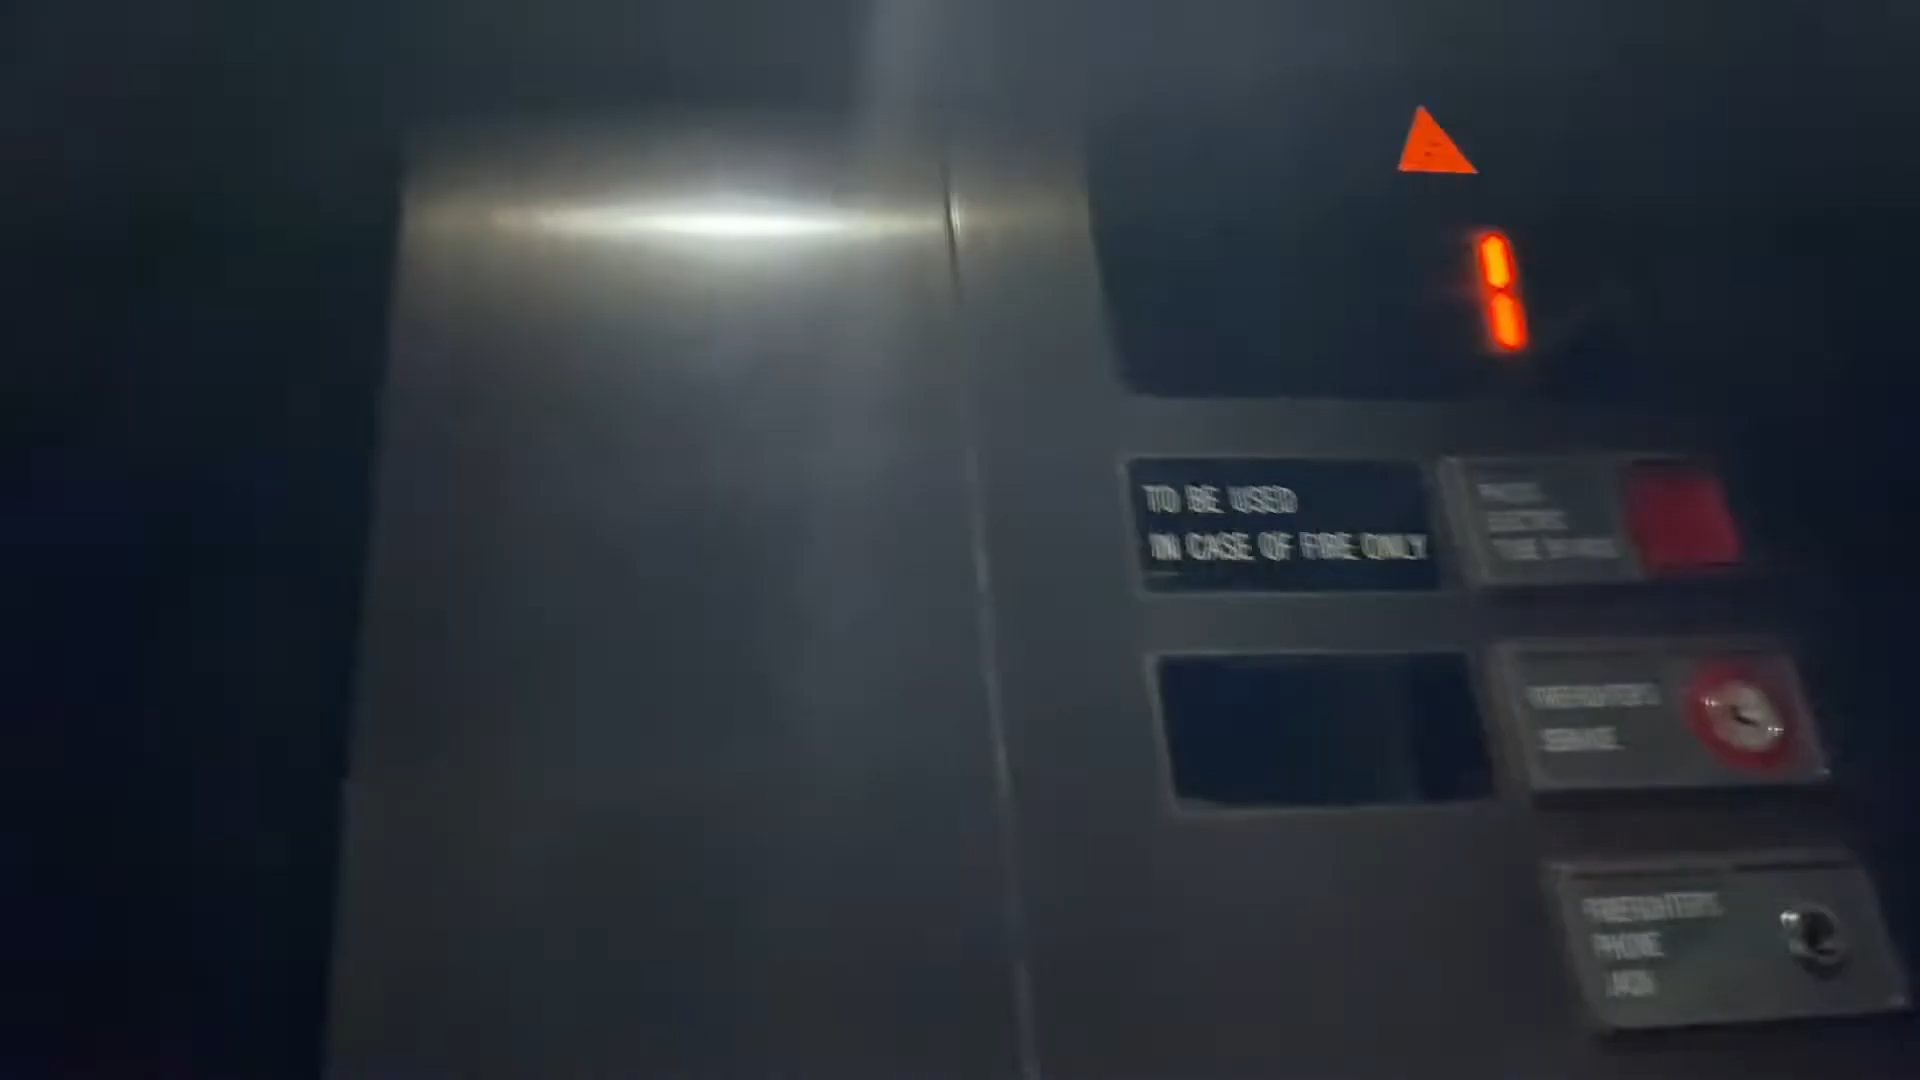 1
TO BE USED
IN CASE OF FIRE ONLY
FIREFIGHTERS
SERVICE
FIREFIGHTERS
PHONE
JACK